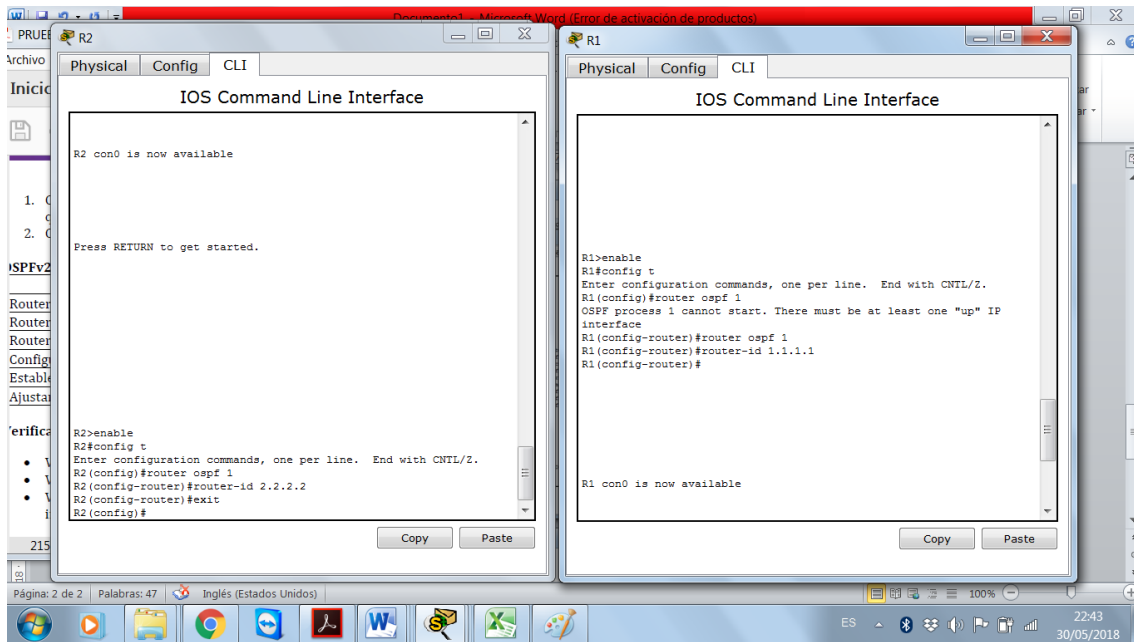 Documento1 - Microsoft Word (Error de activación de productos)
Archivo
1.
2.
Router
Router
Router
215
R2
Physical Config CLI
IOS Command Line Interface
R2 con0 is now available
Press RETURN to get started.
R2>enable
R2#config t
Enter configuration commands, one per line.  End with CNTL/Z.
R2(config)#router ospf 1
R2(config-router)#router-id 2.2.2.2
R2(config-router)#exit
R2(config)#
Copy Paste
R1
Physical Config CLI
IOS Command Line Interface
R1>enable
R1#config t
Enter configuration commands, one per line.  End with CNTL/Z.
R1(config)#router ospf 1
OSPF process 1 cannot start. There must be at least one "up" IP
interface
R1(config-router)#router ospf 1
R1(config-router)#router-id 1.1.1.1
R1(config-router)#
R1 con0 is now available
Copy Paste
Página: 2 de 2 Palabras: 47 Inglés (Estados Unidos) 100%
ES 22:43
30/05/2018